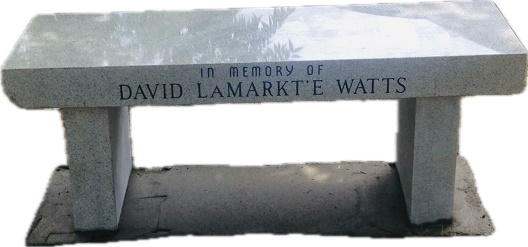 IN MEMORY OF
DAVID LAMARKT'E WATTS